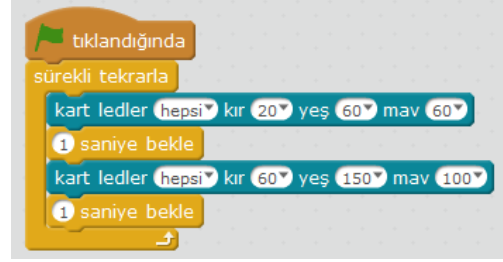 tıklandığında
sürekli tekrarla
kart ledler hepsi kır 20 yeş 60 mav 60
1 saniye bekle
kart ledler hepsi kır 60 yeş 150 mav 100
1 saniye bekle